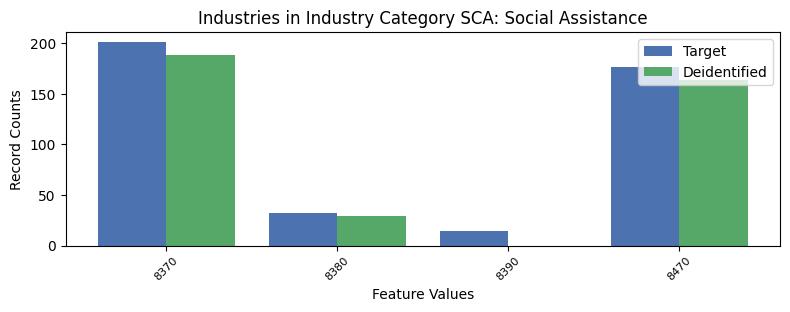 Industries in Industry Category SCA: Social Assistance
Target
Deidentified
Record Counts
200
150
100
50
0
8370
8380
8390
8470
Feature Values